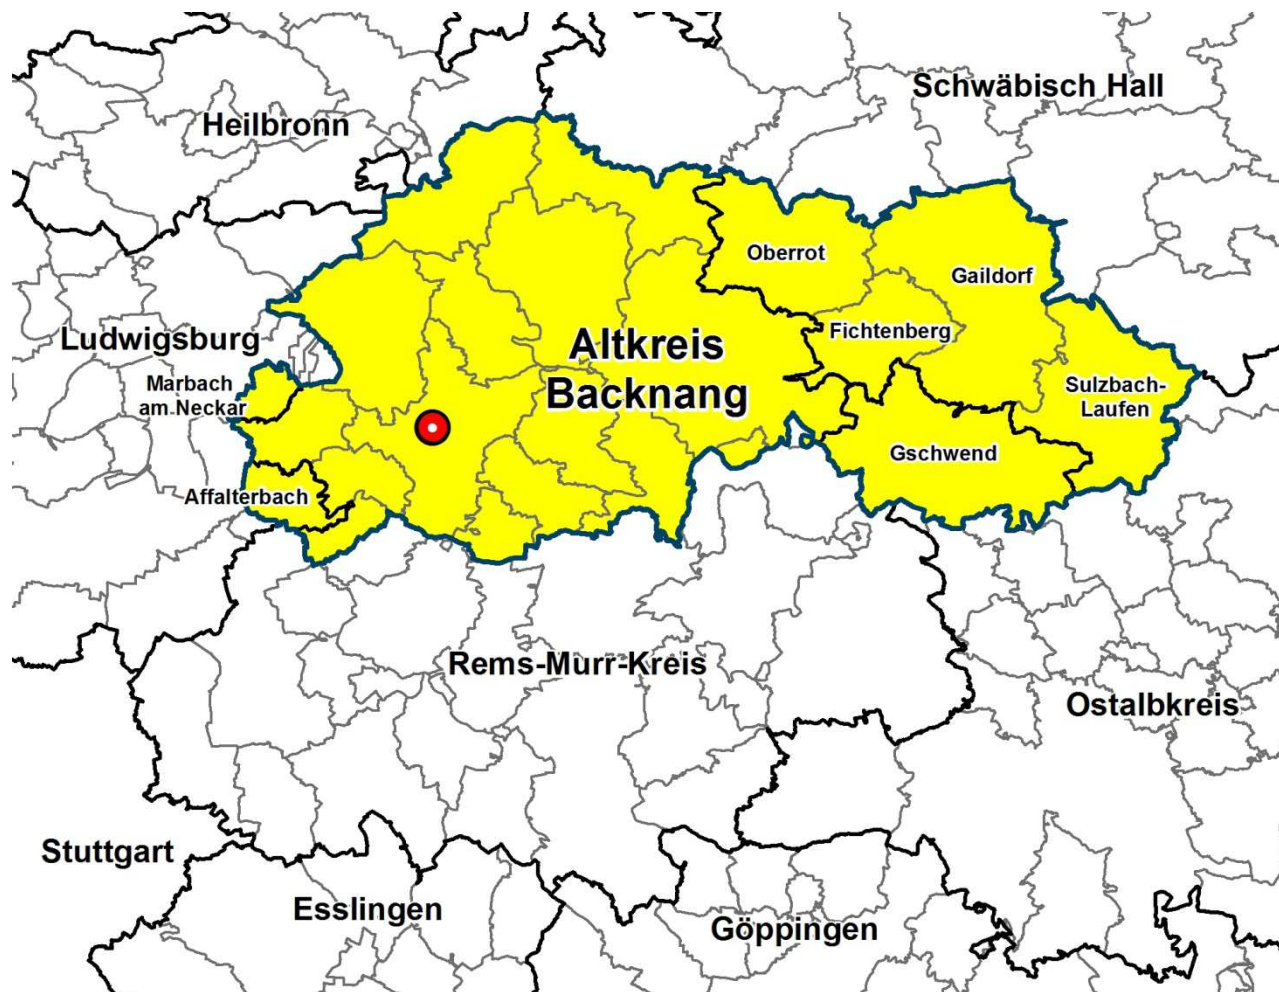 Schwäbisch Hall
Heilbronn
Oberrot
Gaildorf
Ludwigsburg
Fichtenberg
Altkreis
Backnang
Marbach
am Neckar
Sulzbach-
Laufen
Gschwend
Affalterbach
Rems-Murr-Kreis
Ostalbkreis
Stuttgart
Esslingen
Göppingen